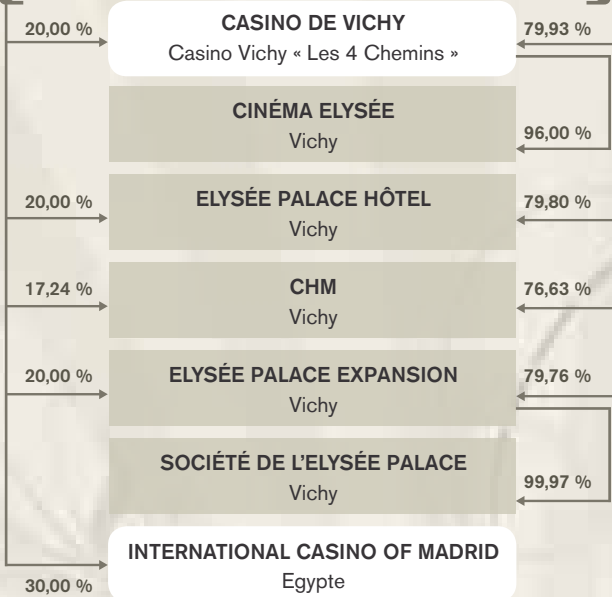 20,00 %
CASINO DE VICHY
79,93 %
Casino Vichy « Les 4 Chemins »
CINÉMA ELYSÉE
Vichy
96,00 %
20,00 %
ELYSÉE PALACE HÔTEL
79,80 %
Vichy
17,24 %
CHM
76,63 %
Vichy
20,00 %
ELYSÉE PALACE EXPANSION
79,76 %
Vichy
SOCIÉTÉ DE L'ELYSÉE PALACE
99,97 %
Vichy
INTERNATIONAL CASINO OF MADRID
30,00 %
Egypte